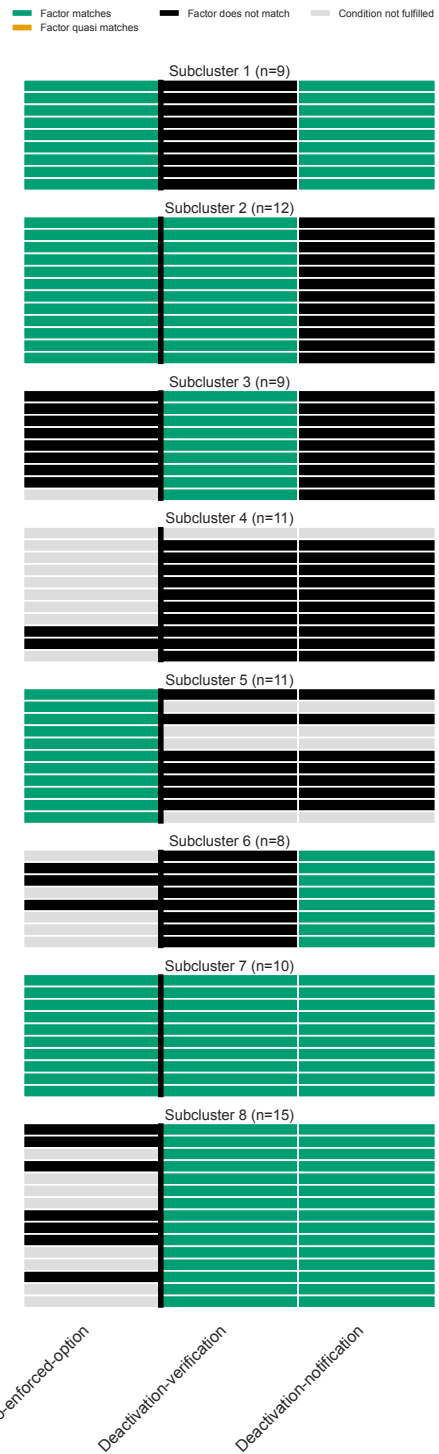 Factor matches
Factor quasi matches
Factor does not match
Condition not fulfilled
Subcluster 1 (n=9)
Subcluster 2 (n=12)
Subcluster 3 (n=9)
Subcluster 4 (n=11)
Subcluster 5 (n=11)
Subcluster 6 (n=8)
Subcluster 7 (n=10)
Subcluster 8 (n=15)
-enforced-option
Deactivation-verification
Deactivation-notification